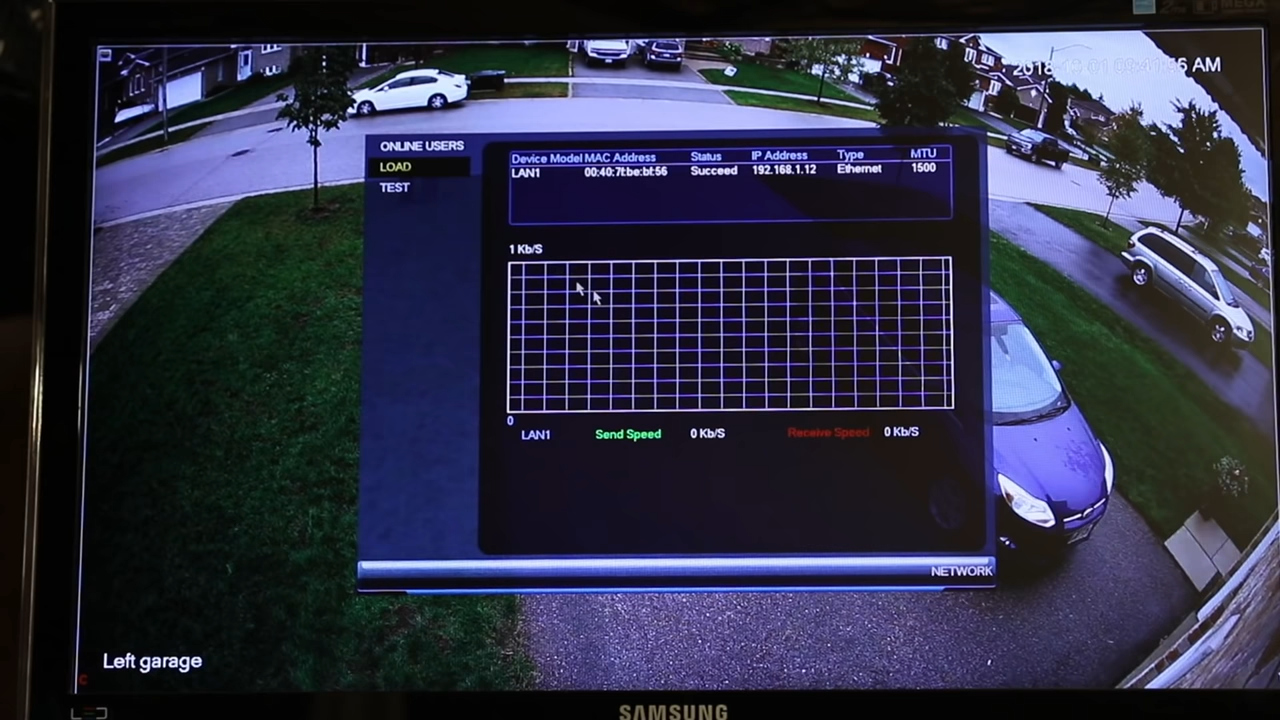 AM
ONLINE USERS
LOAD
TEST
Device Model MAC Address Status IP Address Type MTU
LAN1 00:40:7f:be:bf:56 Succeed 192.168.1.12 Ethernet 1500
1 Kb/S
0
LAN1 Send Speed 0 Kb/S Receive Speed 0 Kb/S
NETWORK
Left garage
C
SAMSUNG